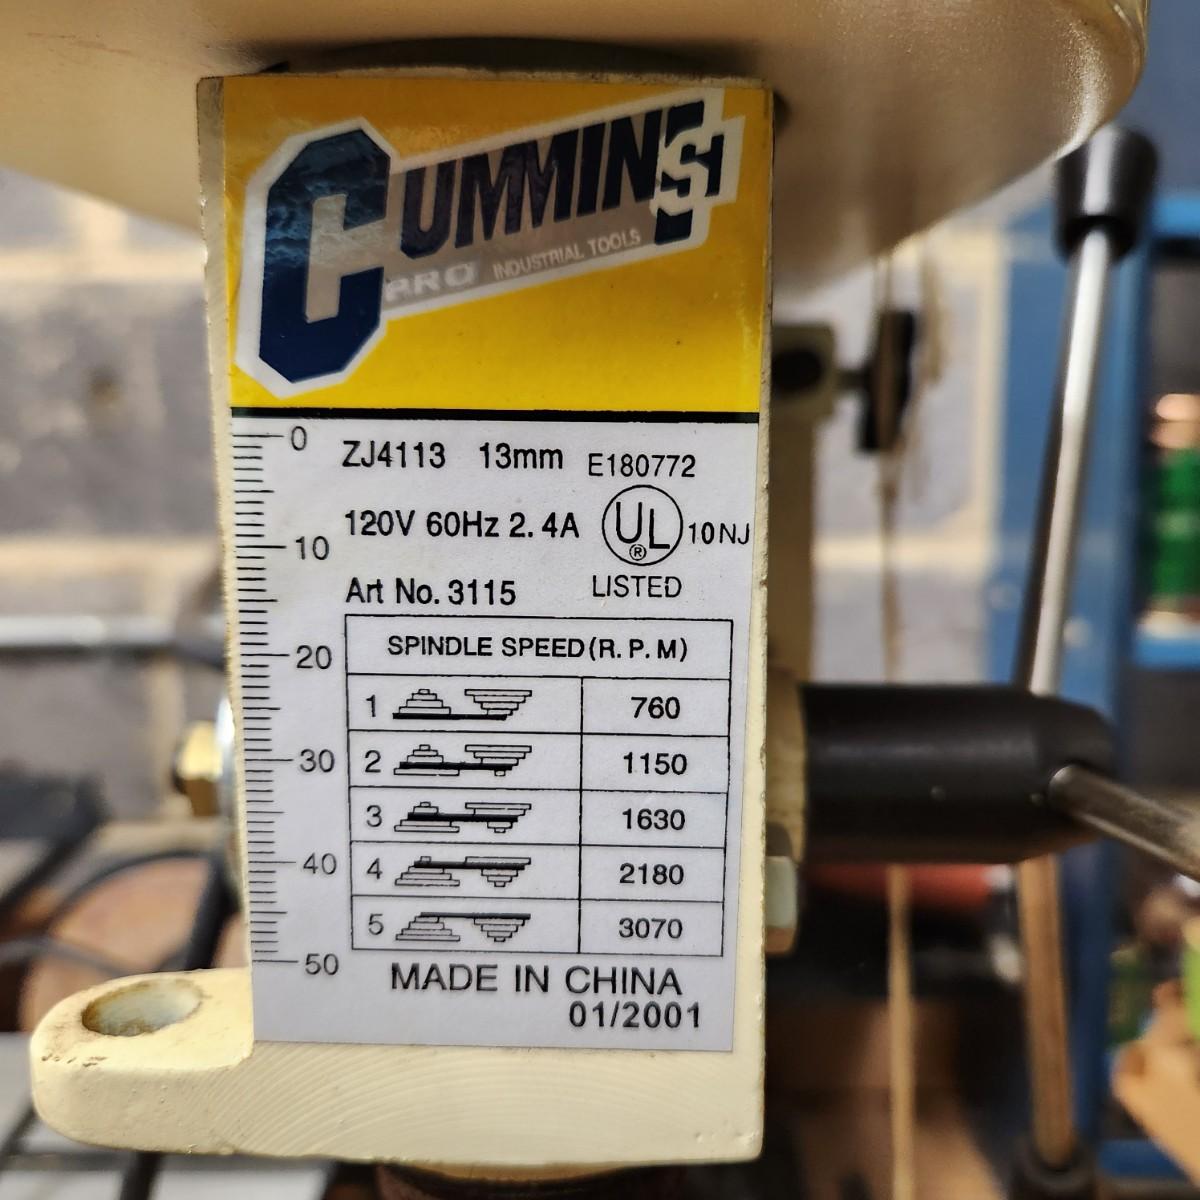 CUMMINS
PRO INDUSTRIAL TOOLS
0
ZJ4113 13mm E180772
120V 60Hz 2.4A UL ® 10NJ
10
Art No. 3115 LISTED
SPINDLE SPEED (R.P.M)
20
1 760
30
2 1150
3 1630
40
4 2180
5 3070
50
MADE IN CHINA
01/2001